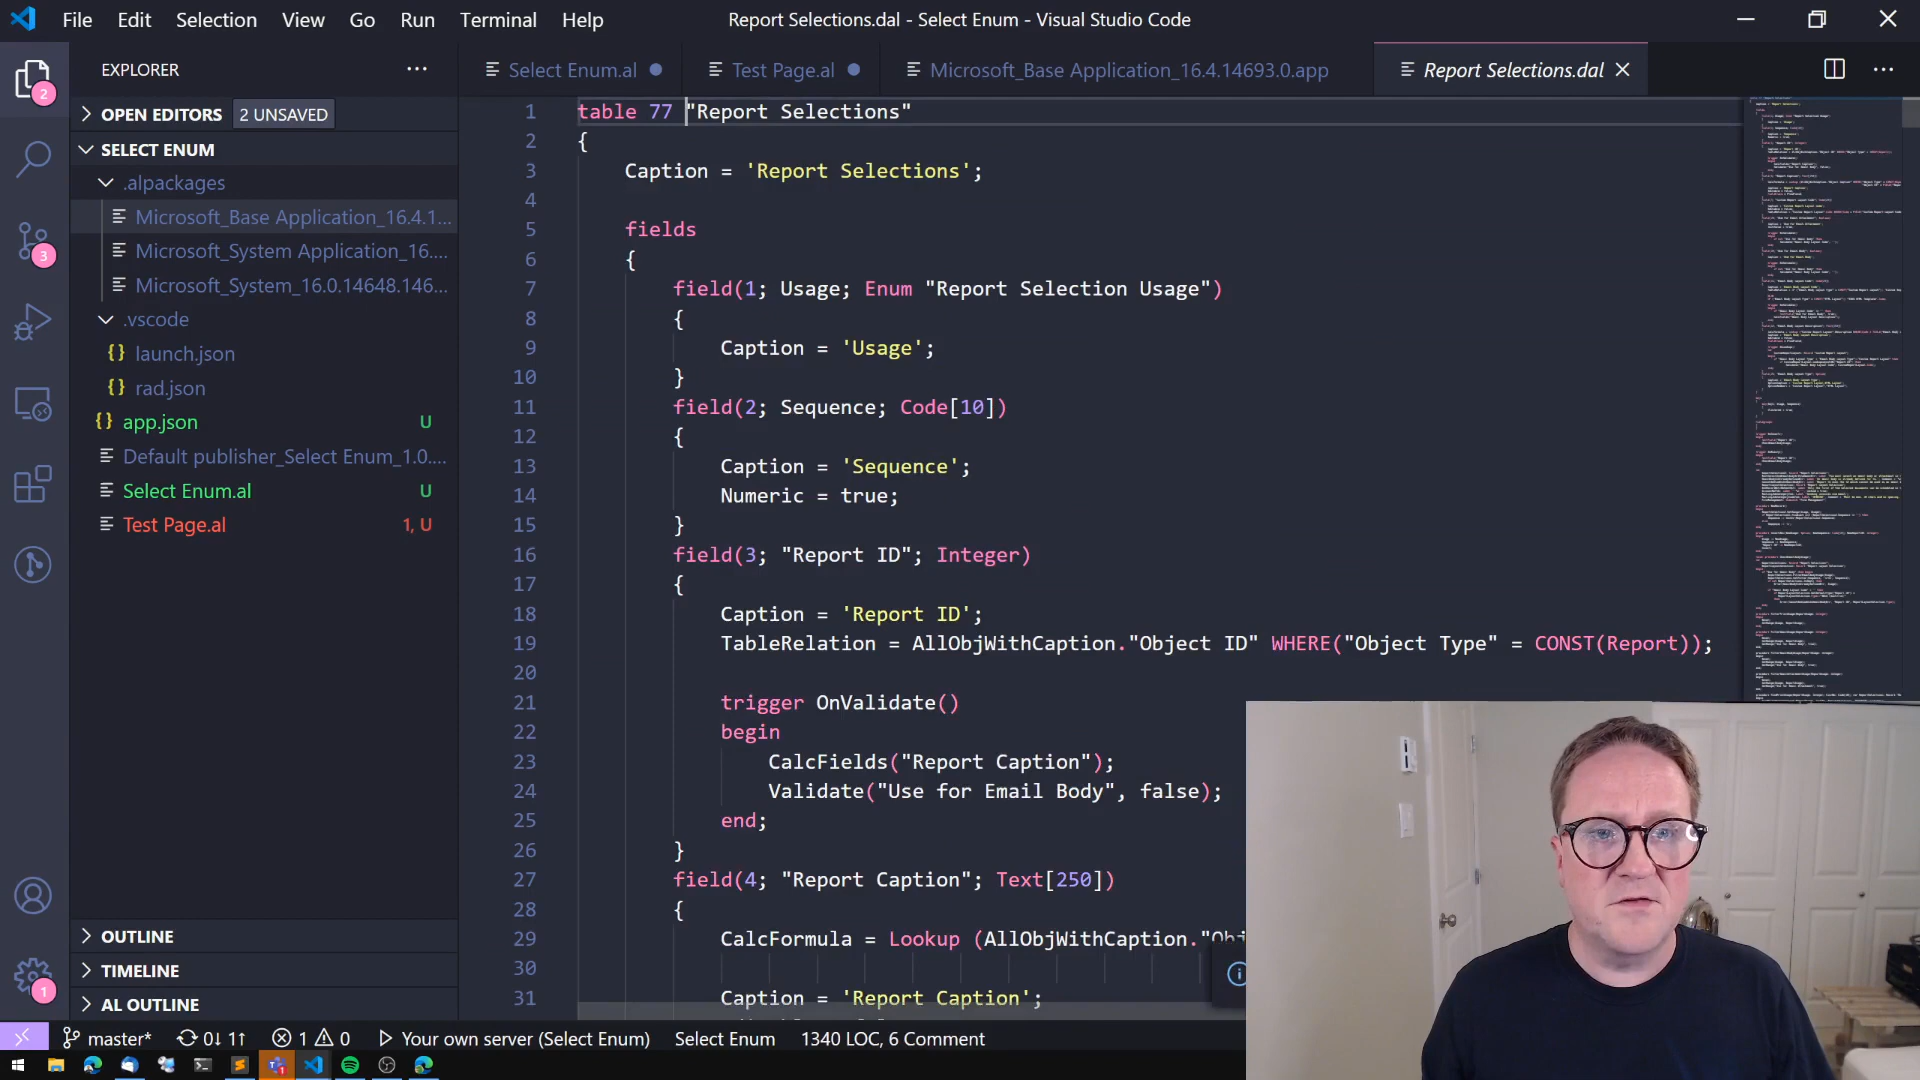 File Edit Selection View Go Run Terminal Help
Report Selections.dal - Select Enum - Visual Studio Code
EXPLORER
2
OPEN EDITORS 2 UNSAVED
SELECT ENUM
.alpackages
Microsoft_Base Application_16.4.1...
Microsoft_System Application_16....
Microsoft_System_16.0.14648.146...
.vscode
{} launch.json
{} rad.json
{} app.json U
Default publisher_Select Enum_1.0....
Select Enum.al U
Test Page.al 1, U
3
1
OUTLINE
TIMELINE
AL OUTLINE
Select Enum.al
Test Page.al
Microsoft_Base Application_16.4.14693.0.app
Report Selections.dal
1 table 77 "Report Selections"
2 {
3 Caption = 'Report Selections';
4
5 fields
6 {
7 field(1; Usage; Enum "Report Selection Usage")
8 {
9 Caption = 'Usage';
10 }
11 field(2; Sequence; Code[10])
12 {
13 Caption = 'Sequence';
14 Numeric = true;
15 }
16 field(3; "Report ID"; Integer)
17 {
18 Caption = 'Report ID';
19 TableRelation = AllObjWithCaption."Object ID" WHERE("Object Type" = CONST(Report));
20
21 trigger OnValidate()
22 begin
23 CalcFields("Report Caption");
24 Validate("Use for Email Body", false);
25 end;
26 }
27 field(4; "Report Caption"; Text[250])
28 {
29 CalcFormula = Lookup (AllObjWithCaption."Obj
30
31 Caption = 'Report Caption';
master* 0↓ 1↑ 1 0 Your own server (Select Enum) Select Enum 1340 LOC, 6 Comment